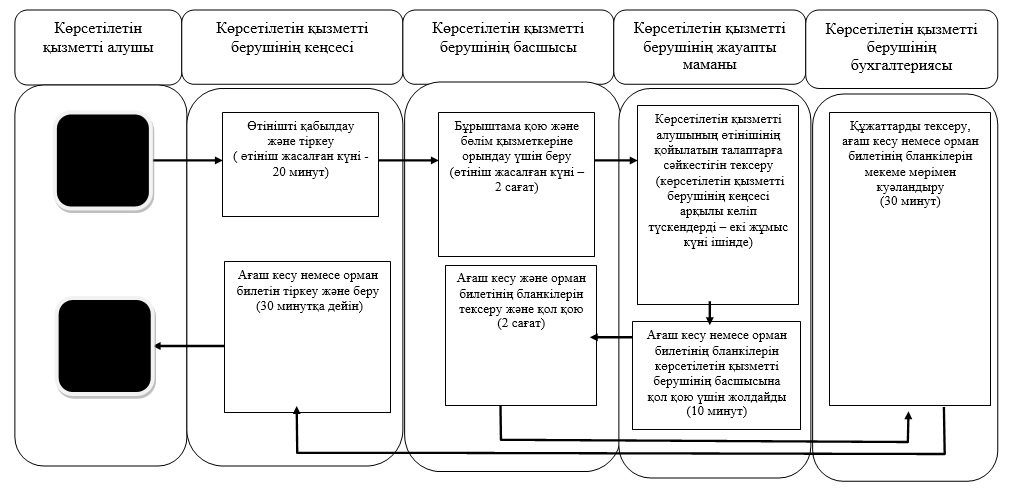 Көрсетілетін
қызметті алушы
Көрсетілетін қызметті
берушінің кеңсесі
Көрсетілетін қызметті
берушінің басшысы
Көрсетілетін қызметті
берушінің жауапты
маманы
Көрсетілетін қызметті
берушінің
бухгалтериясы
Өтінішті қабылдау
және тіркеу
( өтініш жасалған күні -
20 минут)
Бұрыштама қою және
бөлім қызметкеріне
орындау үшін беру
(өтініш жасалған күні –
2 сағат)
Көрсетілетін қызметті
алушының өтінішінің
қойылатын талаптарға
сәйкестігін тексеру
(көрсетілетін қызметті
берушінің кеңсесі
арқылы келіп
түскендерді – екі жұмыс
күні ішінде)
Құжаттарды тексеру,
ағаш кесу немесе орман
билетінің бланкілерін
мекеме мөрімен
куәландыру
(30 минут)
Ағаш кесу немесе орман
билетін тіркеу және беру
(30 минутқа дейін)
Ағаш кесу және орман
билетінің бланкілерін
тексеру және қол қою
(2 сағат)
Ағаш кесу немесе орман
билетінің бланкілерін
көрсетілетін қызметті
берушінің басшысына
қол қою үшін жолдайды
(10 минут)